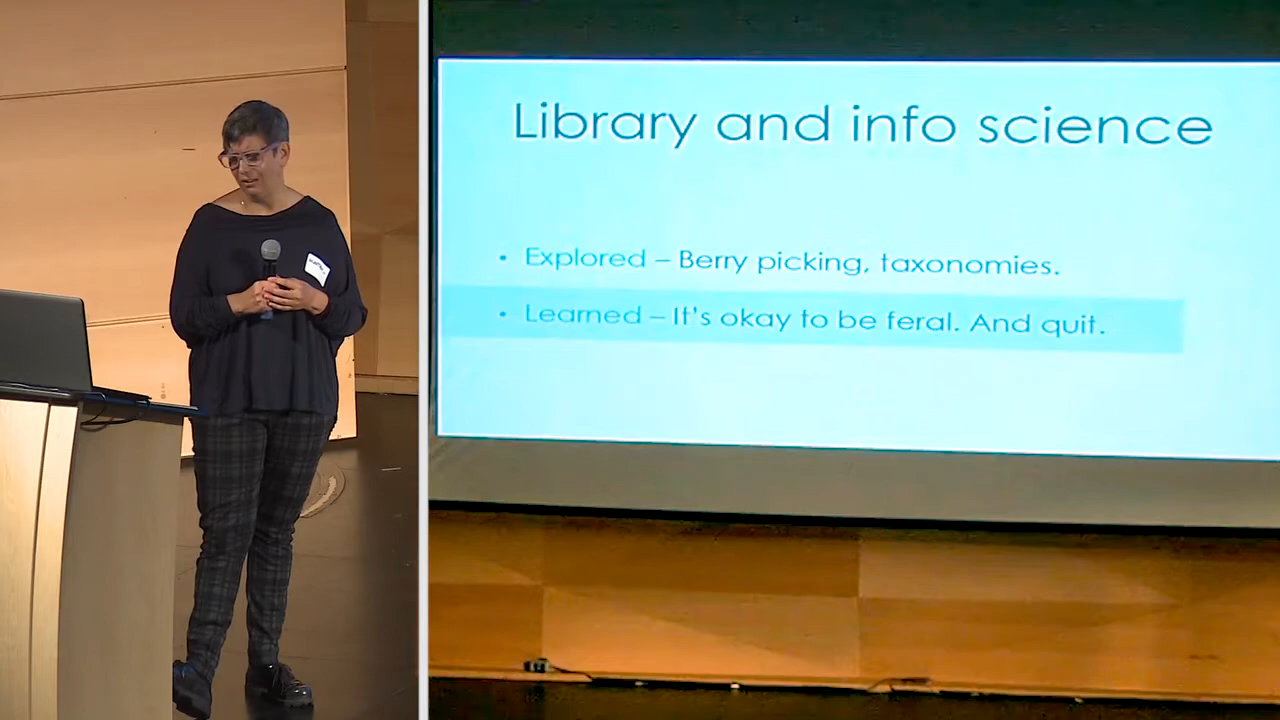 Library and info science
• Explored – Berry picking, taxonomies.
• Learned – It's okay to be feral. And quit.